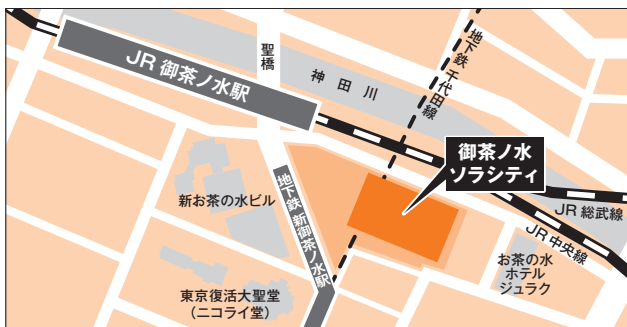 JR 御茶ノ水駅
聖橋
神田川
地下鉄 千代田線
御茶ノ水
ソラシティ
新お茶の水ビル
地下鉄 新御茶ノ水駅
JR 総武線
JR 中央線
お茶の水
ホテル
ジュラク
東京復活大聖堂
（ニコライ堂）